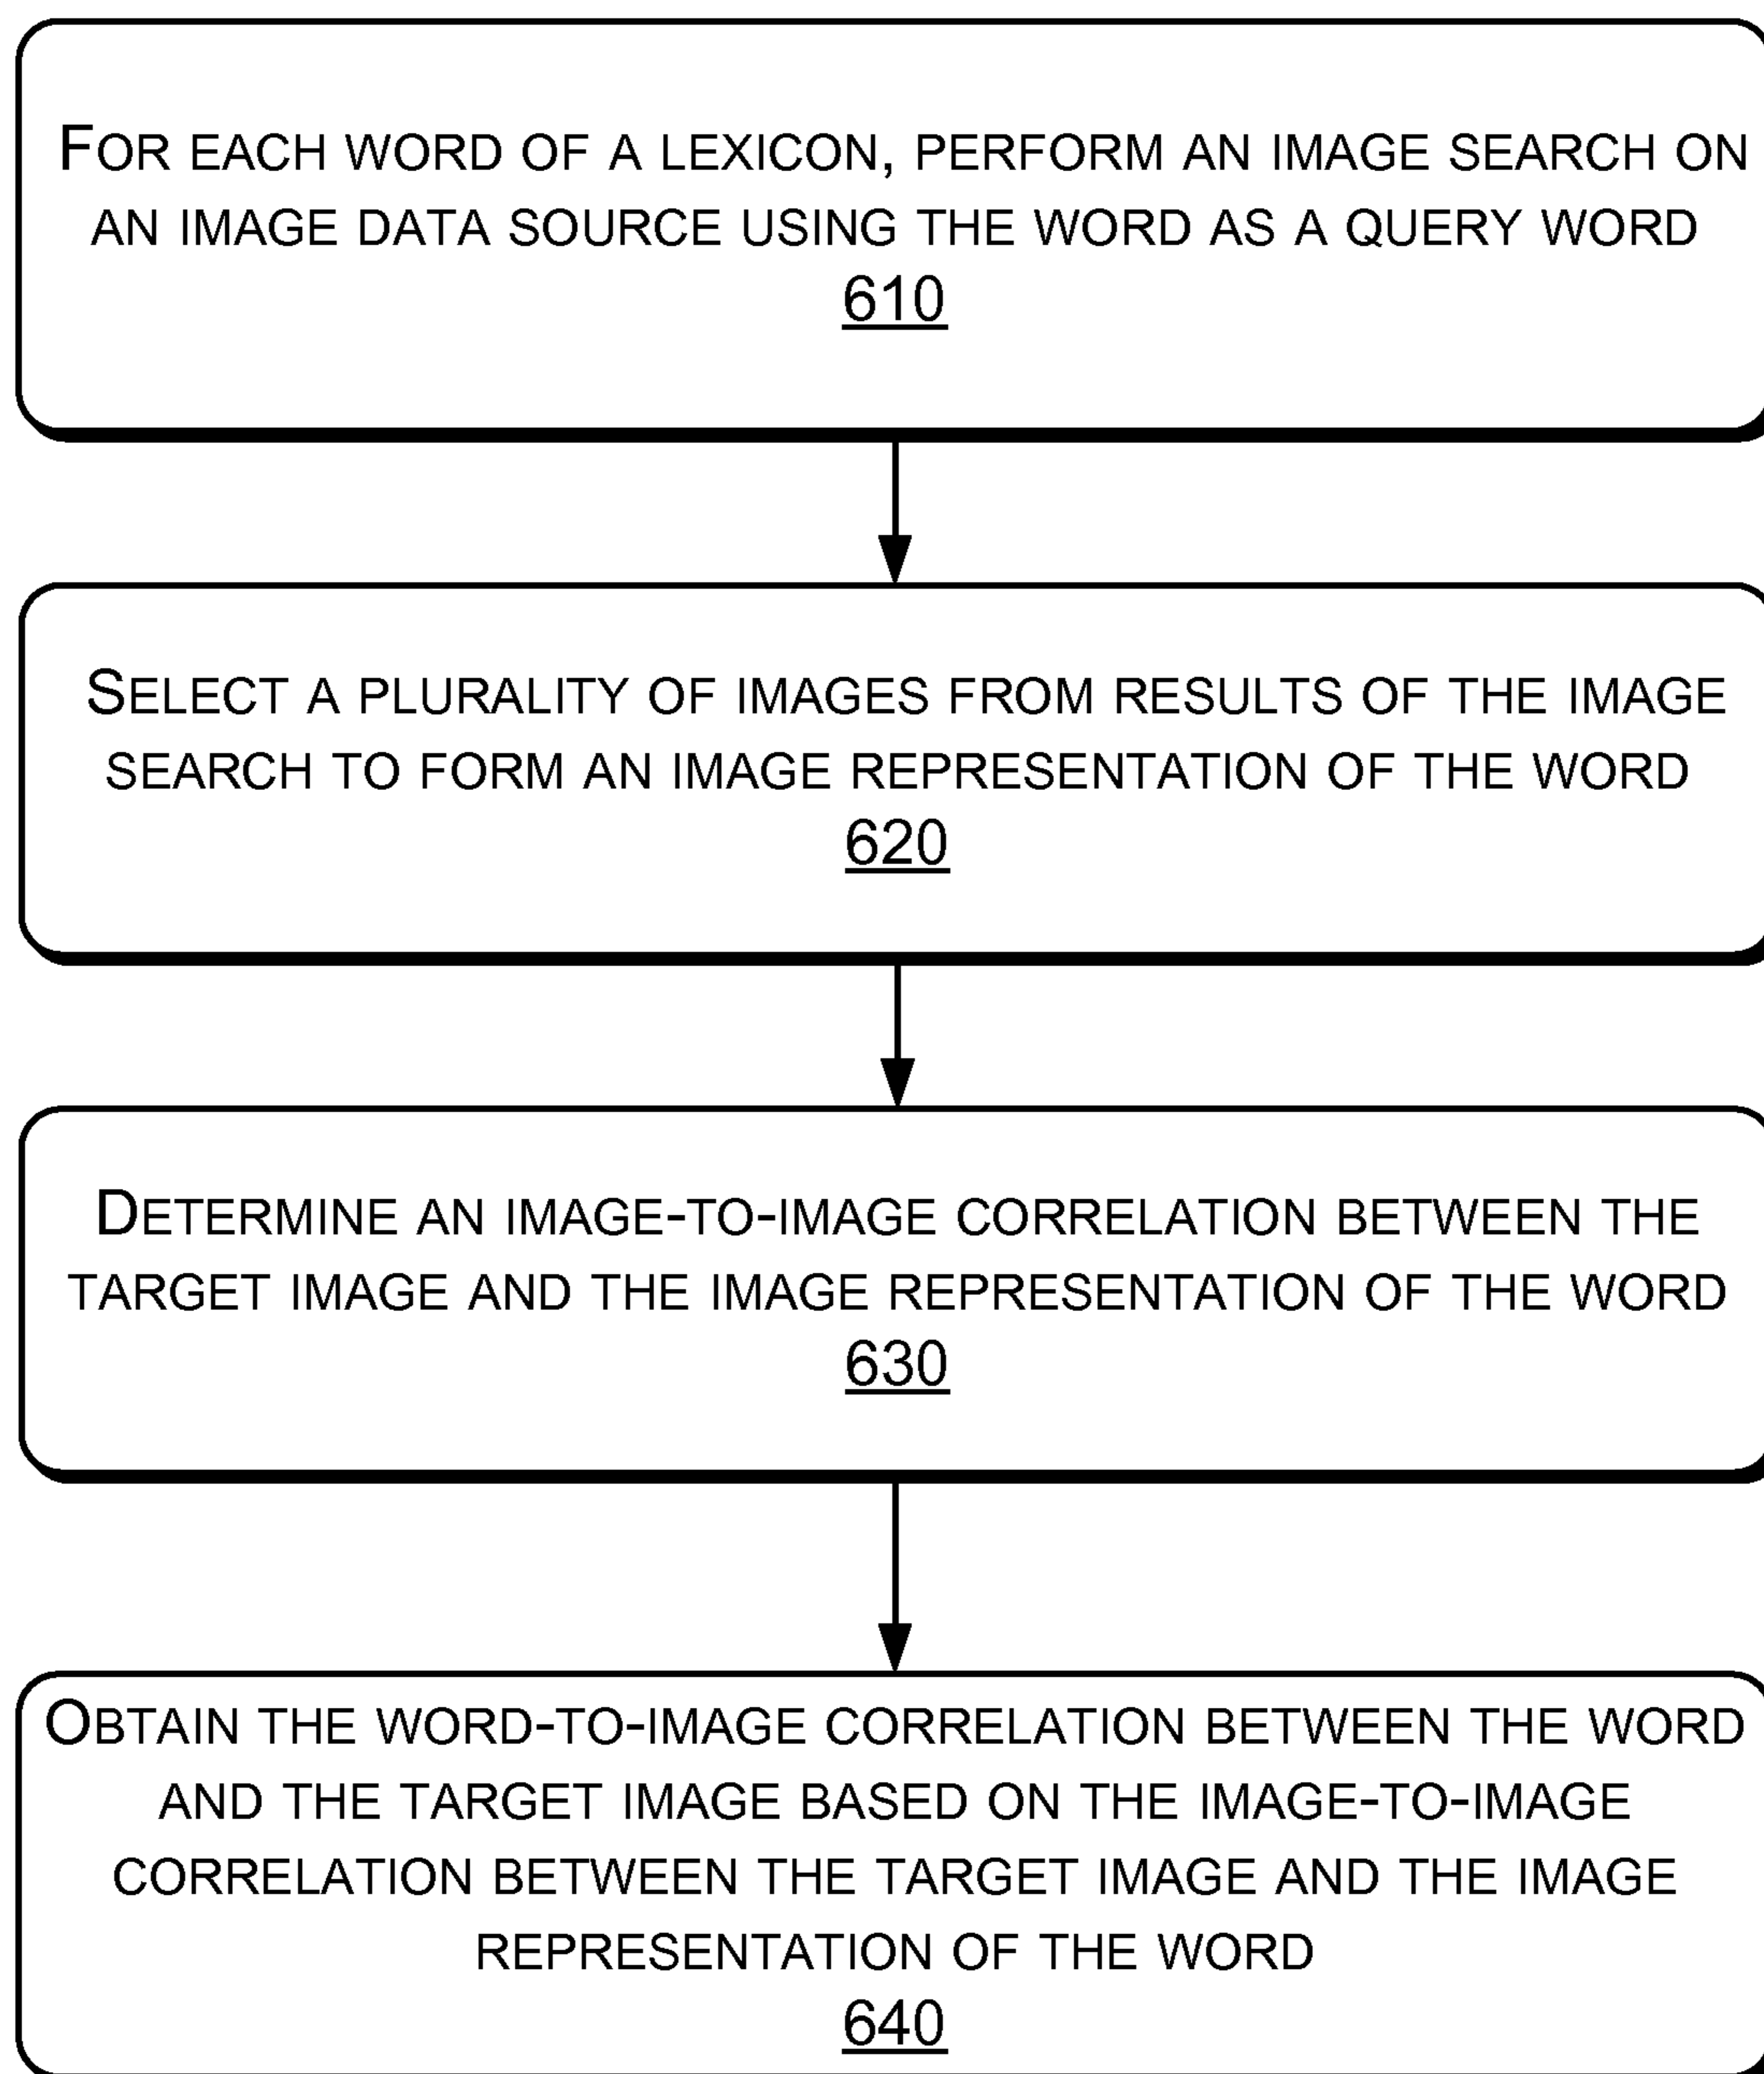 FOR EACH WORD OF A LEXICON, PERFORM AN IMAGE SEARCH ON
AN IMAGE DATA SOURCE USING THE WORD AS A QUERY WORD
610
SELECT A PLURALITY OF IMAGES FROM RESULTS OF THE IMAGE
SEARCH TO FORM AN IMAGE REPRESENTATION OF THE WORD
620
DETERMINE AN IMAGE-TO-IMAGE CORRELATION BETWEEN THE
TARGET IMAGE AND THE IMAGE REPRESENTATION OF THE WORD
630
OBTAIN THE WORD-TO-IMAGE CORRELATION BETWEEN THE WORD
AND THE TARGET IMAGE BASED ON THE IMAGE-TO-IMAGE
CORRELATION BETWEEN THE TARGET IMAGE AND THE IMAGE
REPRESENTATION OF THE WORD
640